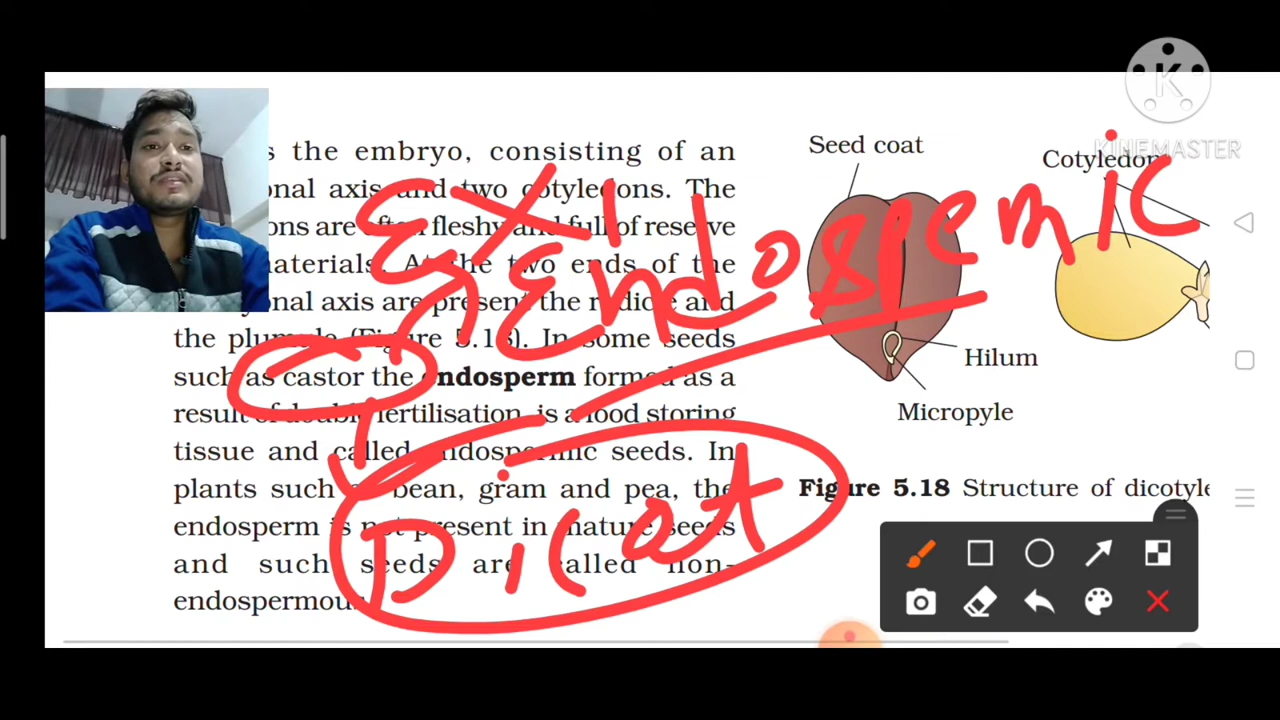 s the embryo, consisting of an
onal axis and two cotyledons. The
ons are often fleshy and full of reserve
aterials. At the two ends of the
onal axis are present the radicle and
the plumule (Figure 5.18). In some seeds
such as castor the endosperm formed as a
result of double fertilisation, is a food storing
tissue and called endospermic seeds. In
plants such as bean, gram and pea, the
endosperm is not present in mature seeds
and such seeds are called non-
endospermous.
Seed coat
Cotyledon
Hilum
Micropyle
Figure 5.18 Structure of dicotyle
K
KINEMASTER
Endospemic
Dicat